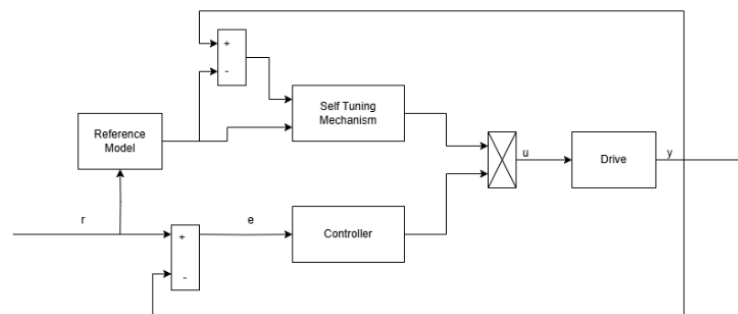 +
-
Self Tuning
Mechanism
Reference
Model
u
Drive
y
r
+
e
Controller
-